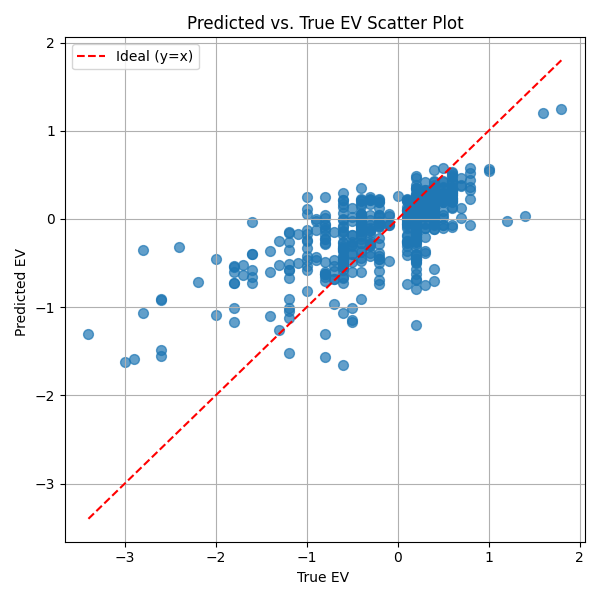 Predicted vs. True EV Scatter Plot
Ideal (y=x)
2
1
0
−1
−2
−3
Predicted EV
−3 −2 −1 0 1 2
True EV